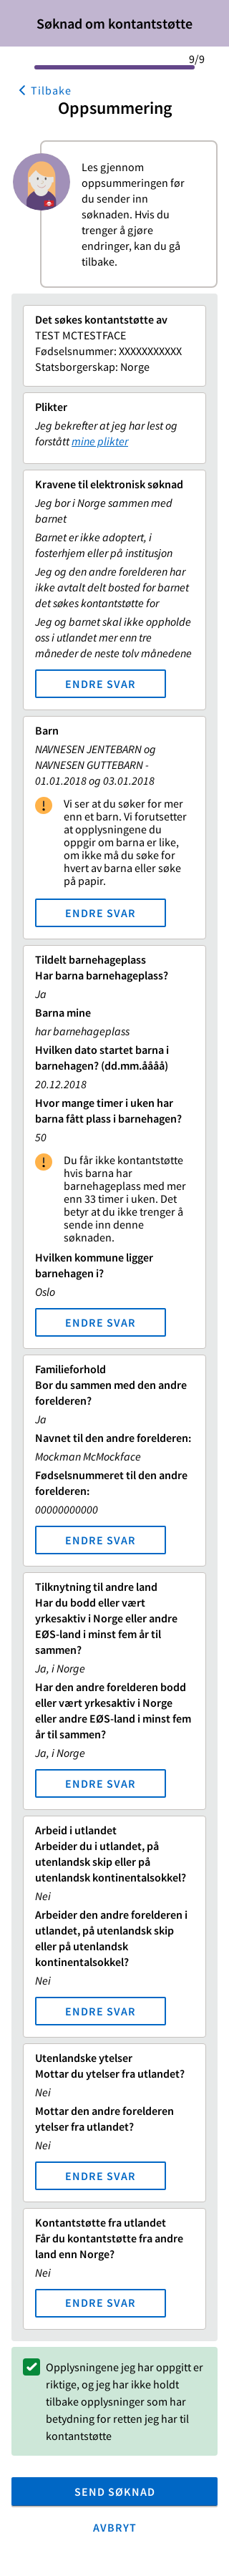 Søknad om kontantstøtte
9/9
Tilbake
Oppsummering
Les gjennom
oppsummeringen før
du sender inn
søknaden. Hvis du
trenger å gjøre
endringer, kan du gå
tilbake.
Det søkes kontantstøtte av
TEST MCTESTFACE
Fødselsnummer: XXXXXXXXXXX
Statsborgerskap: Norge
Plikter
Jeg bekrefter at jeg har lest og
forstått mine plikter
Kravene til elektronisk søknad
Jeg bor i Norge sammen med
barnet
Barnet er ikke adoptert, i
fosterhjem eller på institusjon
Jeg og den andre forelderen har
ikke avtalt delt bosted for barnet
det søkes kontantstøtte for
Jeg og barnet skal ikke oppholde
oss i utlandet mer enn tre
måneder de neste tolv månedene
ENDRE SVAR
Barn
NAVNESEN JENTEBARN og
NAVNESEN GUTTEBARN -
01.01.2018 og 03.01.2018
Vi ser at du søker for mer
enn et barn. Vi forutsetter
at opplysningene du
oppgir om barna er like,
om ikke må du søke for
hvert av barna eller søke
på papir.
ENDRE SVAR
Tildelt barnehageplass
Har barna barnehageplass?
Ja
Barna mine
har barnehageplass
Hvilken dato startet barna i
barnehagen? (dd.mm.åååå)
20.12.2018
Hvor mange timer i uken har
barna fått plass i barnehagen?
50
Du får ikke kontantstøtte
hvis barna har
barnehageplass med mer
enn 33 timer i uken. Det
betyr at du ikke trenger å
sende inn denne
søknaden.
Hvilken kommune ligger
barnehagen i?
Oslo
ENDRE SVAR
Familieforhold
Bor du sammen med den andre
forelderen?
Ja
Navnet til den andre forelderen:
Mockman McMockface
Fødselsnummeret til den andre
forelderen:
00000000000
ENDRE SVAR
Tilknytning til andre land
Har du bodd eller vært
yrkesaktiv i Norge eller andre
EØS-land i minst fem år til
sammen?
Ja, i Norge
Har den andre forelderen bodd
eller vært yrkesaktiv i Norge
eller andre EØS-land i minst fem
år til sammen?
Ja, i Norge
ENDRE SVAR
Arbeid i utlandet
Arbeider du i utlandet, på
utenlandsk skip eller på
utenlandsk kontinentalsokkel?
Nei
Arbeider den andre forelderen i
utlandet, på utenlandsk skip
eller på utenlandsk
kontinentalsokkel?
Nei
ENDRE SVAR
Utenlandske ytelser
Mottar du ytelser fra utlandet?
Nei
Mottar den andre forelderen
ytelser fra utlandet?
Nei
ENDRE SVAR
Kontantstøtte fra utlandet
Får du kontantstøtte fra andre
land enn Norge?
Nei
ENDRE SVAR
Opplysningene jeg har oppgitt er
riktige, og jeg har ikke holdt
tilbake opplysninger som har
betydning for retten jeg har til
kontantstøtte
SEND SØKNAD
AVBRYT